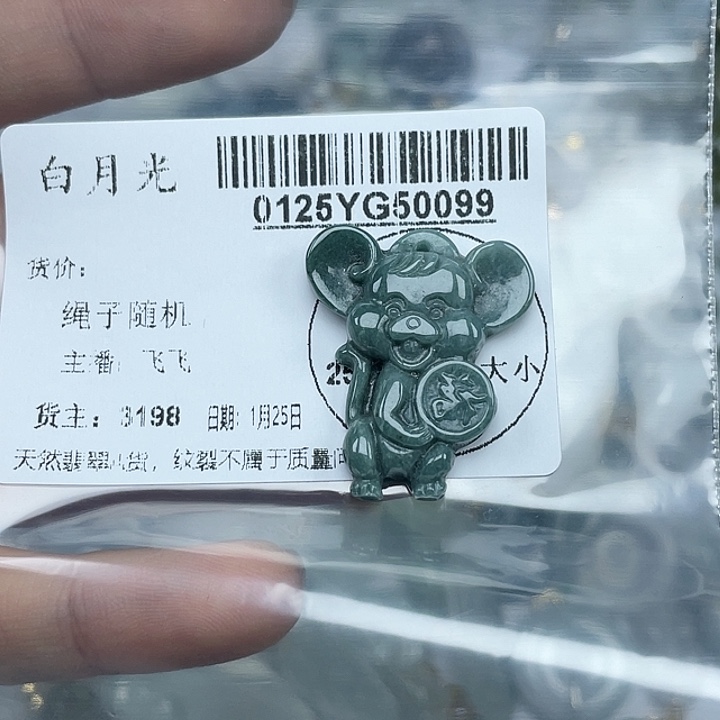 白月光
0125YG50099
货价:
绳子随机
主番: 飞飞
25 大小
货主: 3198 日期: 1月25日
天然翡翠 货, 纹裂不属于质量问